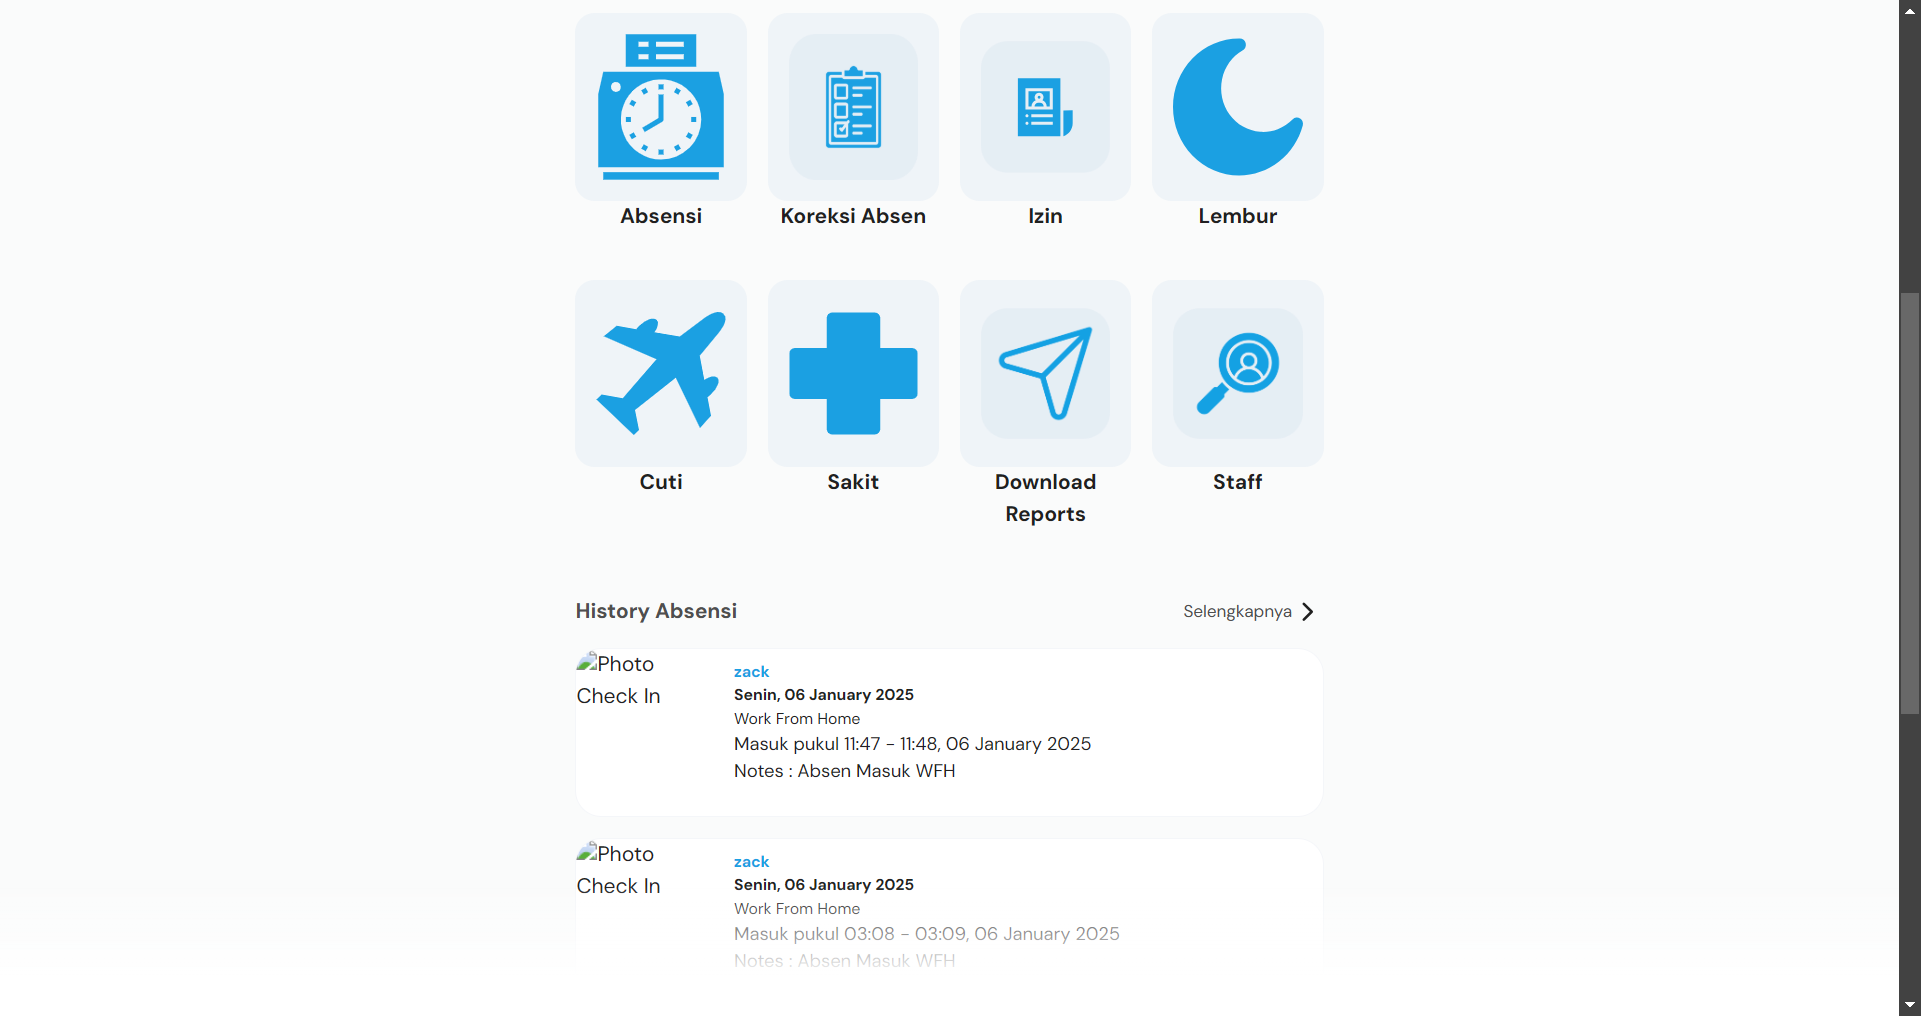 Absensi
Koreksi Absen
Izin
Lembur
Cuti
Sakit
Download
Reports
Staff
History Absensi
Selengkapnya
Photo
Check In
zack
Senin, 06 January 2025
Work From Home
Masuk pukul 11:47 - 11:48, 06 January 2025
Notes : Absen Masuk WFH
Photo
Check In
zack
Senin, 06 January 2025
Work From Home
Masuk pukul 03:08 - 03:09, 06 January 2025
Notes : Absen Masuk WFH